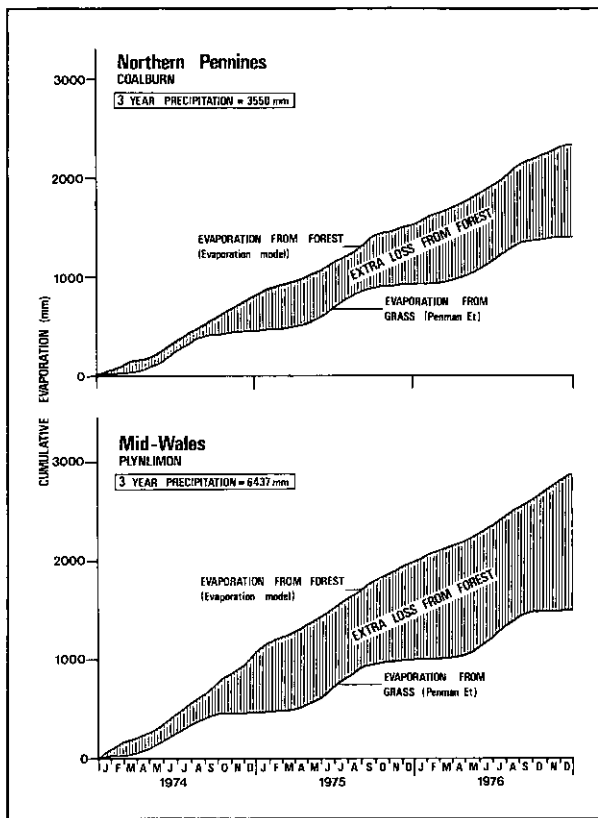 Northern Pennines
COALBURN
3 YEAR PRECIPITATION = 3550 mm
3000
2000
1000
0
EVAPORATION FROM FOREST
(Evaporation model)
EXTRA LOSS FROM FOREST
EVAPORATION FROM
GRASS (Penman Et)
CUMULATIVE EVAPORATION (mm)
Mid-Wales
PLYNLIMON
3 YEAR PRECIPITATION = 6437 mm
3000
2000
1000
0
EVAPORATION FROM FOREST
(Evaporation model)
EXTRA LOSS FROM FOREST
EVAPORATION FROM
GRASS (Penman Et)
J F M A M J J A S O N D J F M A M J J A S O N D J F M A M J J A S O N D
1974 1975 1976